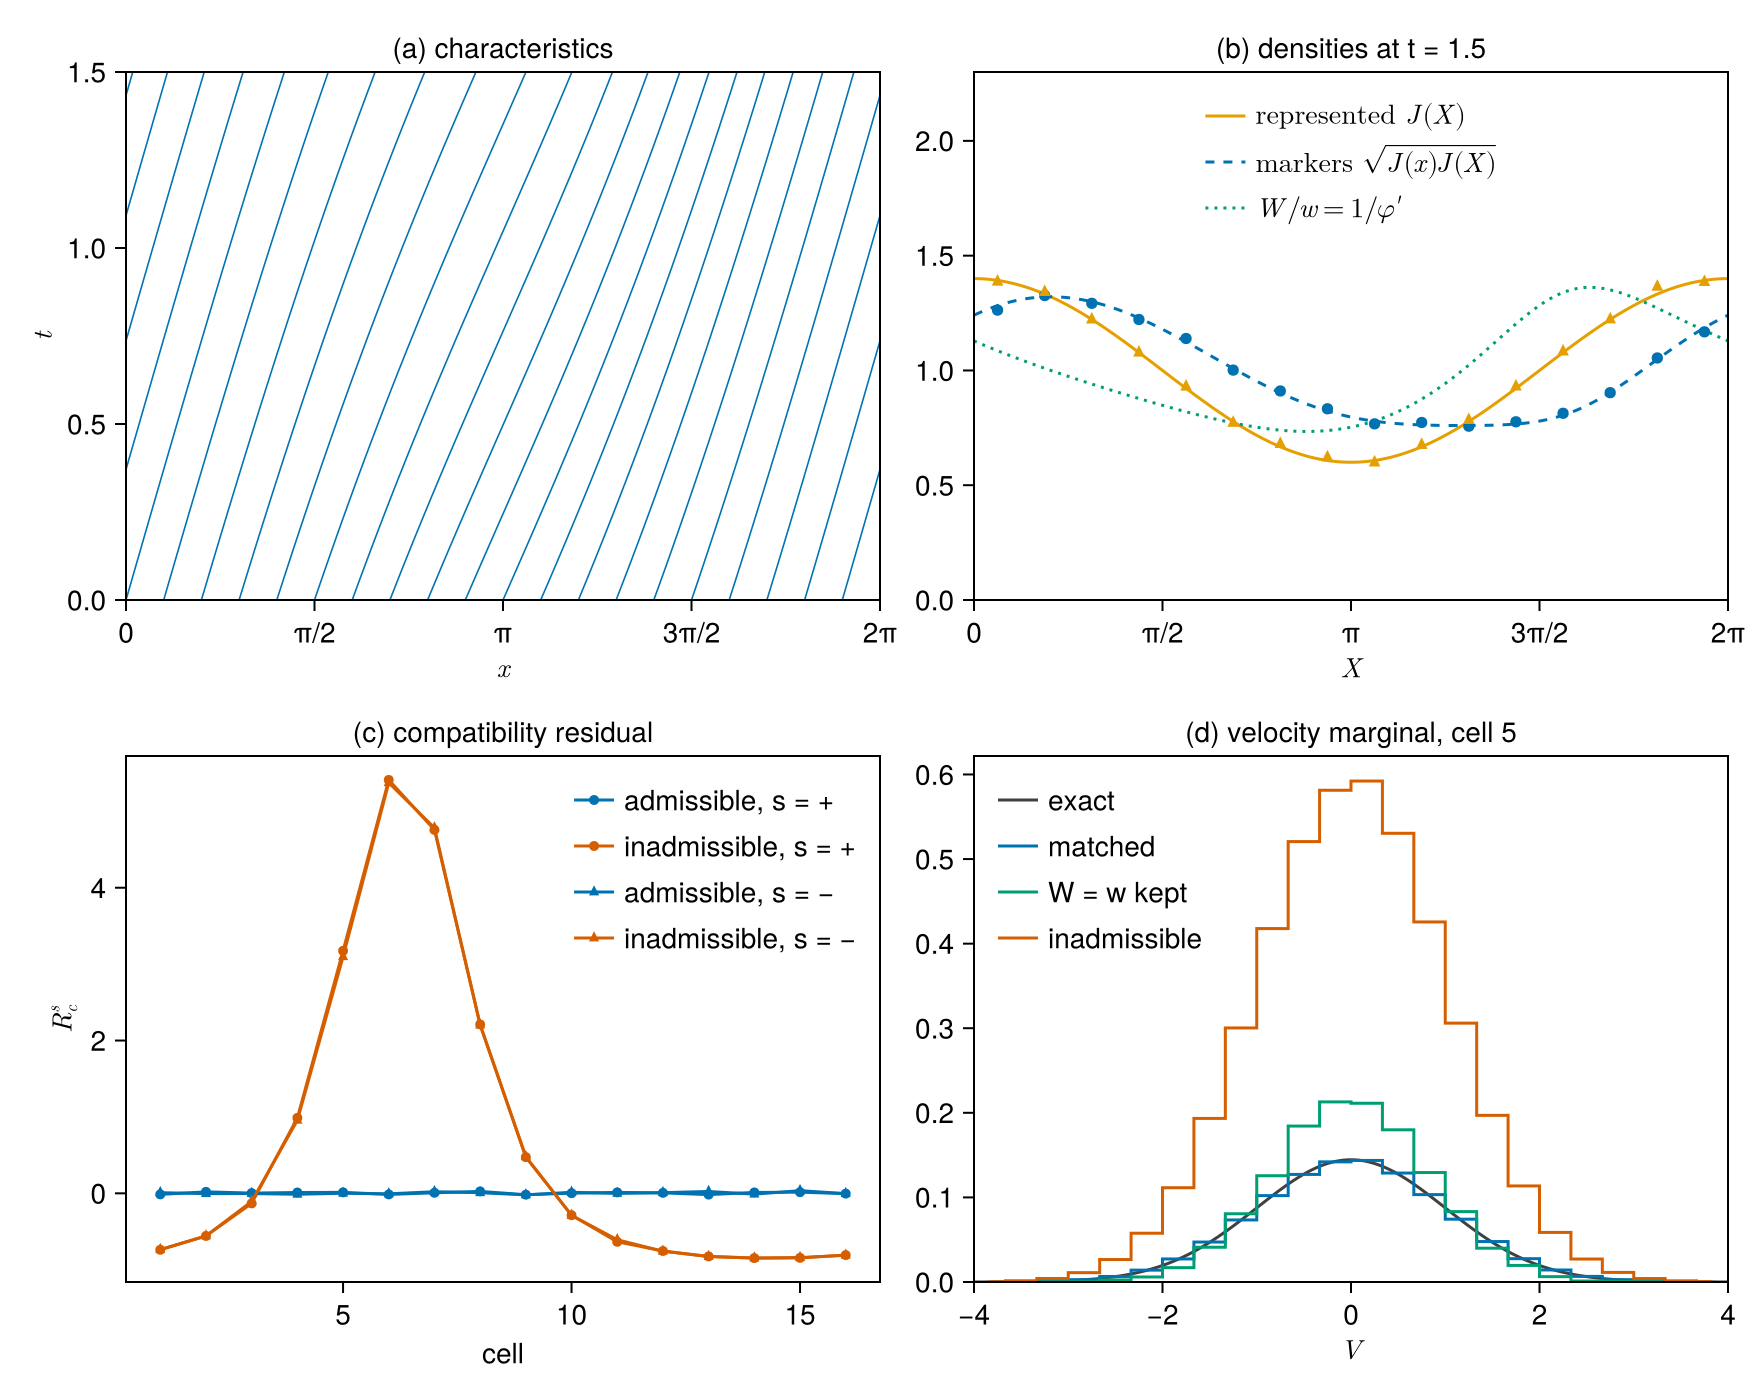 (a) characteristics
1.5
1.0
0.5
0.0
t
0 π/2 π 3π/2 2π
x
(b) densities at t = 1.5
represented J(X)
markers √J(x)J(X)
W/w = 1/φ′
2.0
1.5
1.0
0.5
0.0
0 π/2 π 3π/2 2π
X
(c) compatibility residual
admissible, s = +
inadmissible, s = +
admissible, s = −
inadmissible, s = −
4
2
0
R_c^s
5 10 15
cell
(d) velocity marginal, cell 5
exact
matched
W = w kept
inadmissible
0.6
0.5
0.4
0.3
0.2
0.1
0.0
−4 −2 0 2 4
V